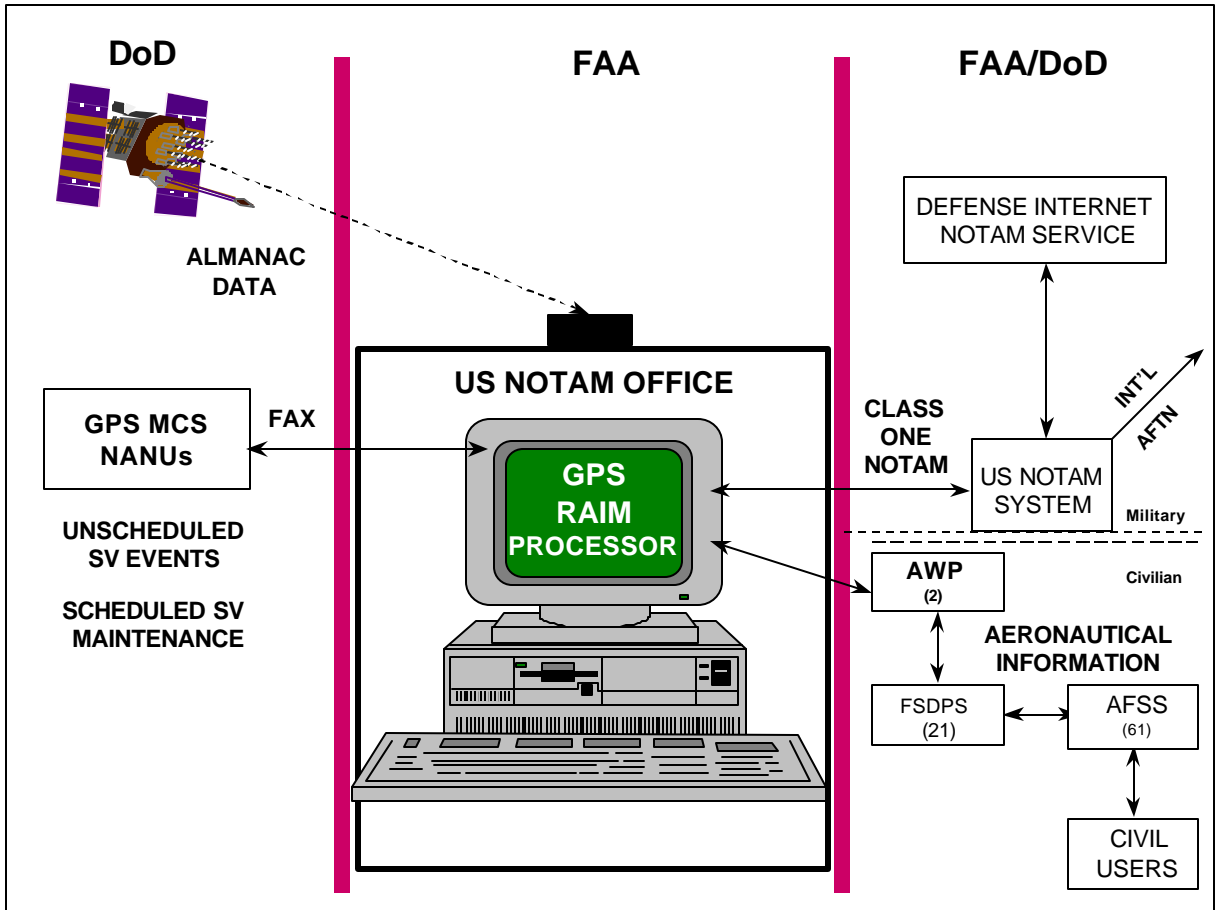 DoD
FAA
FAA/DoD
ALMANAC
DATA
GPS MCS
NANUs
FAX
UNSCHEDULED
SV EVENTS
SCHEDULED SV
MAINTENANCE
US NOTAM OFFICE
GPS
RAIM
PROCESSOR
DEFENSE INTERNET
NOTAM SERVICE
CLASS
ONE
NOTAM
INT'L
AFTN
US NOTAM
SYSTEM
Military
Civilian
AWP
(2)
AERONAUTICAL
INFORMATION
FSDPS
(21)
AFSS
(61)
CIVIL
USERS